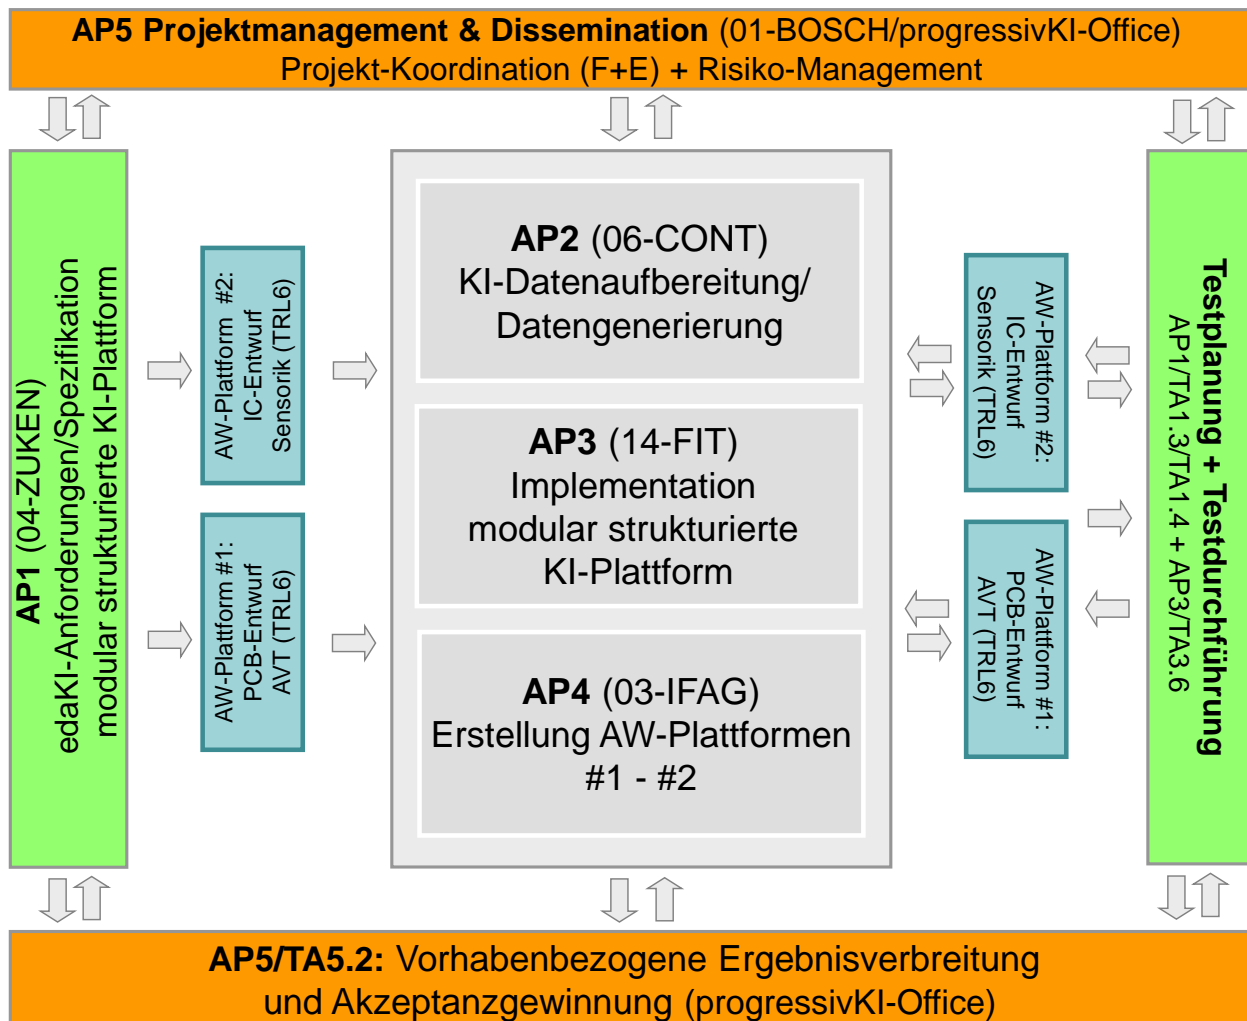 AP5 Projektmanagement & Dissemination (01-BOSCH/progressivKI-Office)
Projekt-Koordination (F+E) + Risiko-Management
AP1 (04-ZUKEN)
edaKI-Anforderungen/Spezifikation
modular strukturierte KI-Plattform
AW-Plattform #2:
IC-Entwurf
Sensorik (TRL6)
AW-Plattform #1:
PCB-Entwurf
AVT (TRL6)
AP2 (06-CONT)
KI-Datenaufbereitung/
Datengenerierung
AP3 (14-FIT)
Implementation
modular strukturierte
KI-Plattform
AP4 (03-IFAG)
Erstellung AW-Plattformen
#1 - #2
AW-Plattform #2:
IC-Entwurf
Sensorik (TRL6)
AW-Plattform #1:
PCB-Entwurf
AVT (TRL6)
Testplanung + Testdurchführung
AP1/TA1.3/TA1.4 + AP3/TA3.6
AP5/TA5.2: Vorhabenbezogene Ergebnisverbreitung
und Akzeptanzgewinnung (progressivKI-Office)